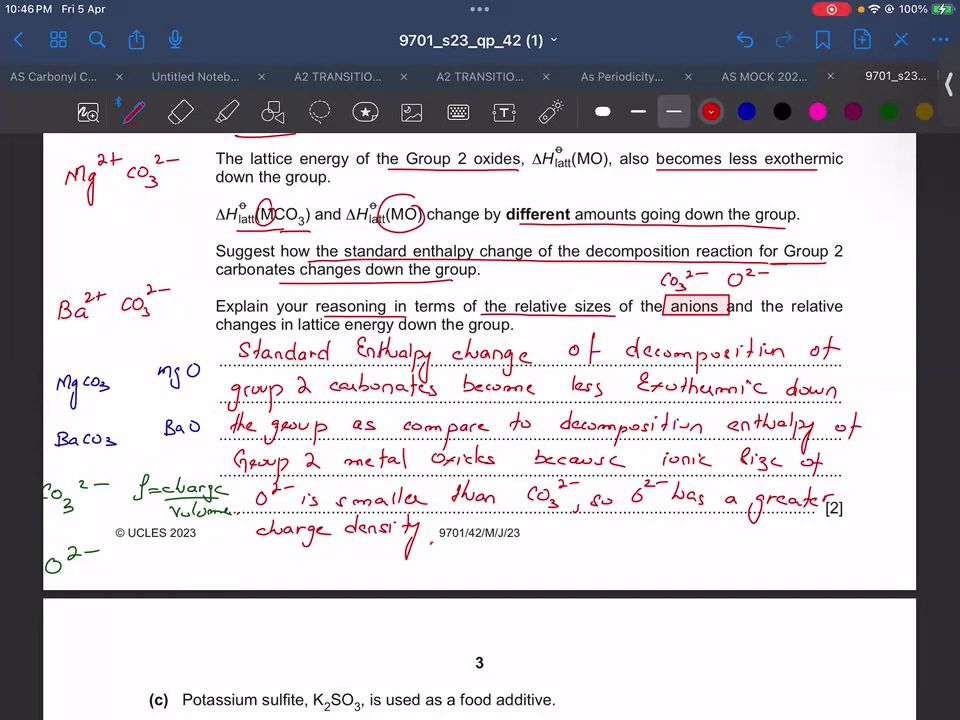 10:46 PM Fri 5 Apr
100%
9701_s23_qp_42 (1)
AS Carbonyl C...
Untitled Noteb...
A2 TRANSITIO...
A2 TRANSITIO...
As Periodicity...
AS MOCK 202...
9701_s23_...
The lattice energy of the Group 2 oxides, ΔH⦵latt(MO), also becomes less exothermic
down the group.
Mg2+ CO3 2−
ΔH⦵latt(MCO3) and ΔH⦵latt(MO) change by different amounts going down the group.
Suggest how the standard enthalpy change of the decomposition reaction for Group 2
carbonates changes down the group.
CO3 2− O2−
Ba2+ CO3 2−
Explain your reasoning in terms of the relative sizes of the anions and the relative
changes in lattice energy down the group.
Standard Enthalpy change of decomposition of
MgCO3 MgO
group 2 carbonates become less Exothermic down
BaCO3 BaO
the group as compare to decomposition enthalpy of
Group 2 metal oxides because ionic size of
CO3 2− ρ=charge
volume
O2− is smaller than CO3 2−, so O2− has a greater
[2]
charge density.
© UCLES 2023
9701/42/M/J/23
O2−
3
(c) Potassium sulfite, K2SO3, is used as a food additive.